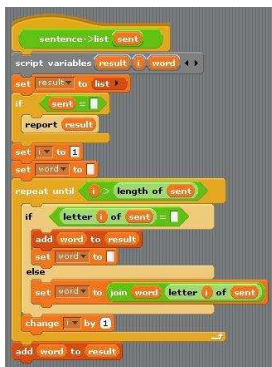 sentence->list sent
script variables result i word
set result to list
if sent =
report result
set i to 1
set word to
repeat until i > length of sent
if letter i of sent =
add word to result
set word to
else
set word to join word letter i of sent
change i by 1
add word to result